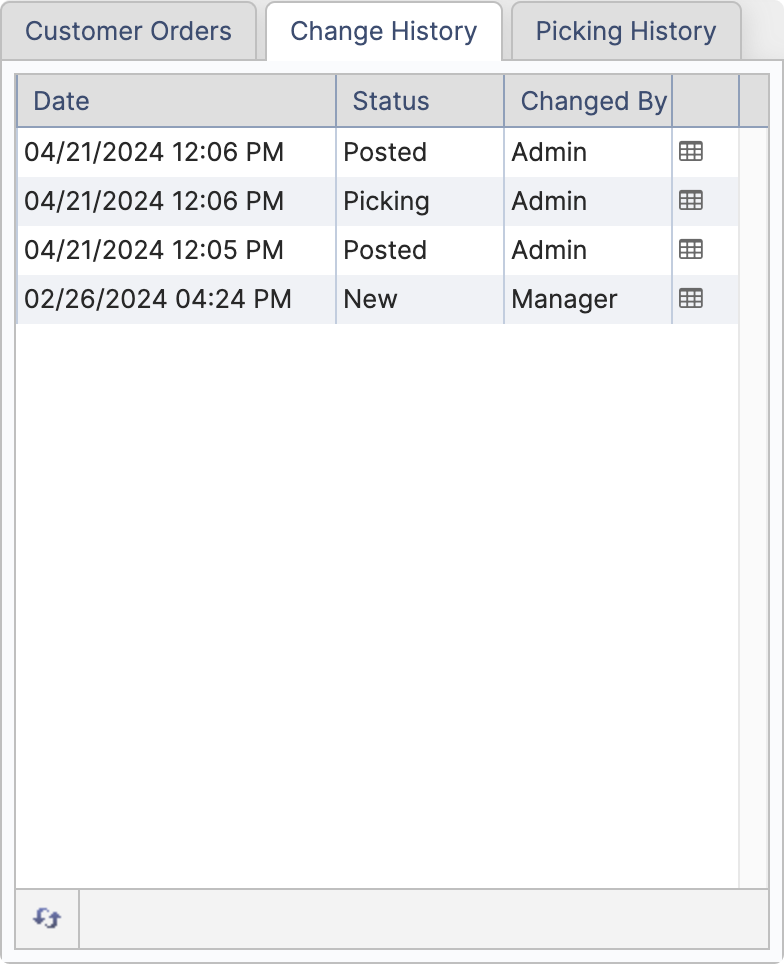 Customer Orders Change History Picking History
Date Status Changed By
04/21/2024 12:06 PM Posted Admin
04/21/2024 12:06 PM Picking Admin
04/21/2024 12:05 PM Posted Admin
02/26/2024 04:24 PM New Manager